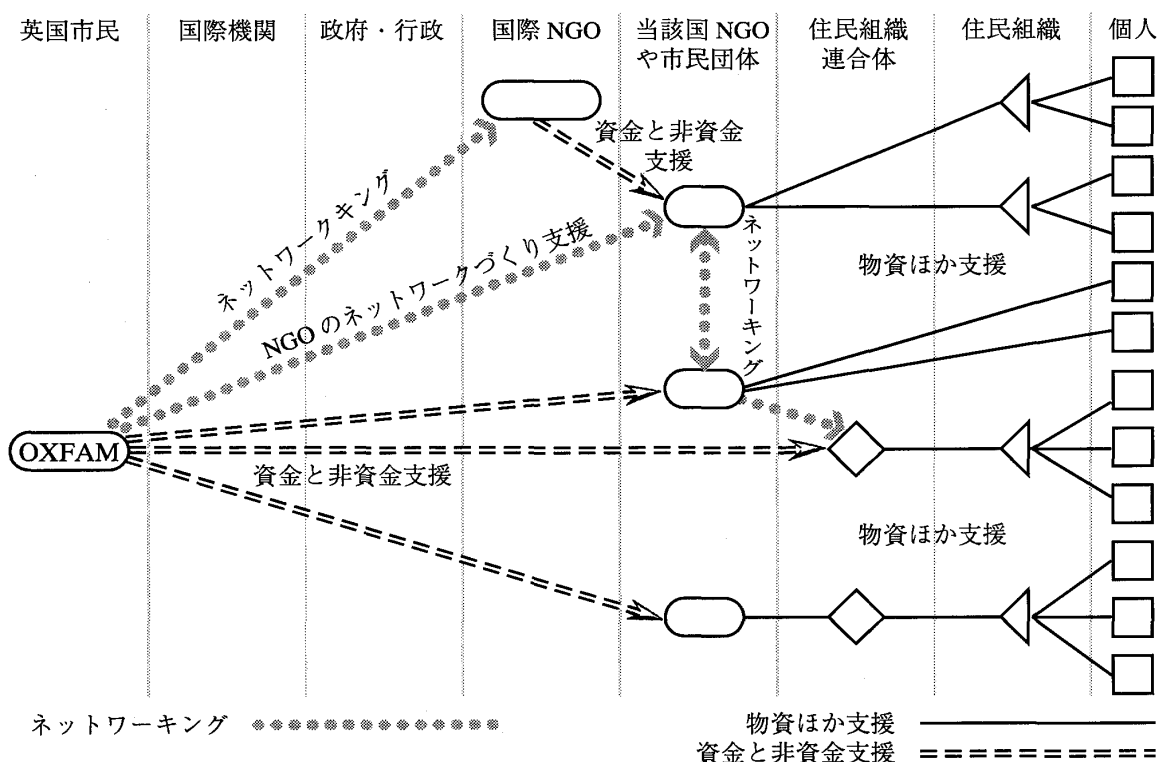 英国市民
国際機関
政府・行政
国際 NGO
当該国 NGO
や市民団体
住民組織
連合体
住民組織
個人
資金と非資金
支援
ネットワークキング
NGO のネットワークづくり支援
ネットワーキング
物資ほか支援
OXFAM
資金と非資金支援
物資ほか支援
ネットワーキング
物資ほか支援
資金と非資金支援